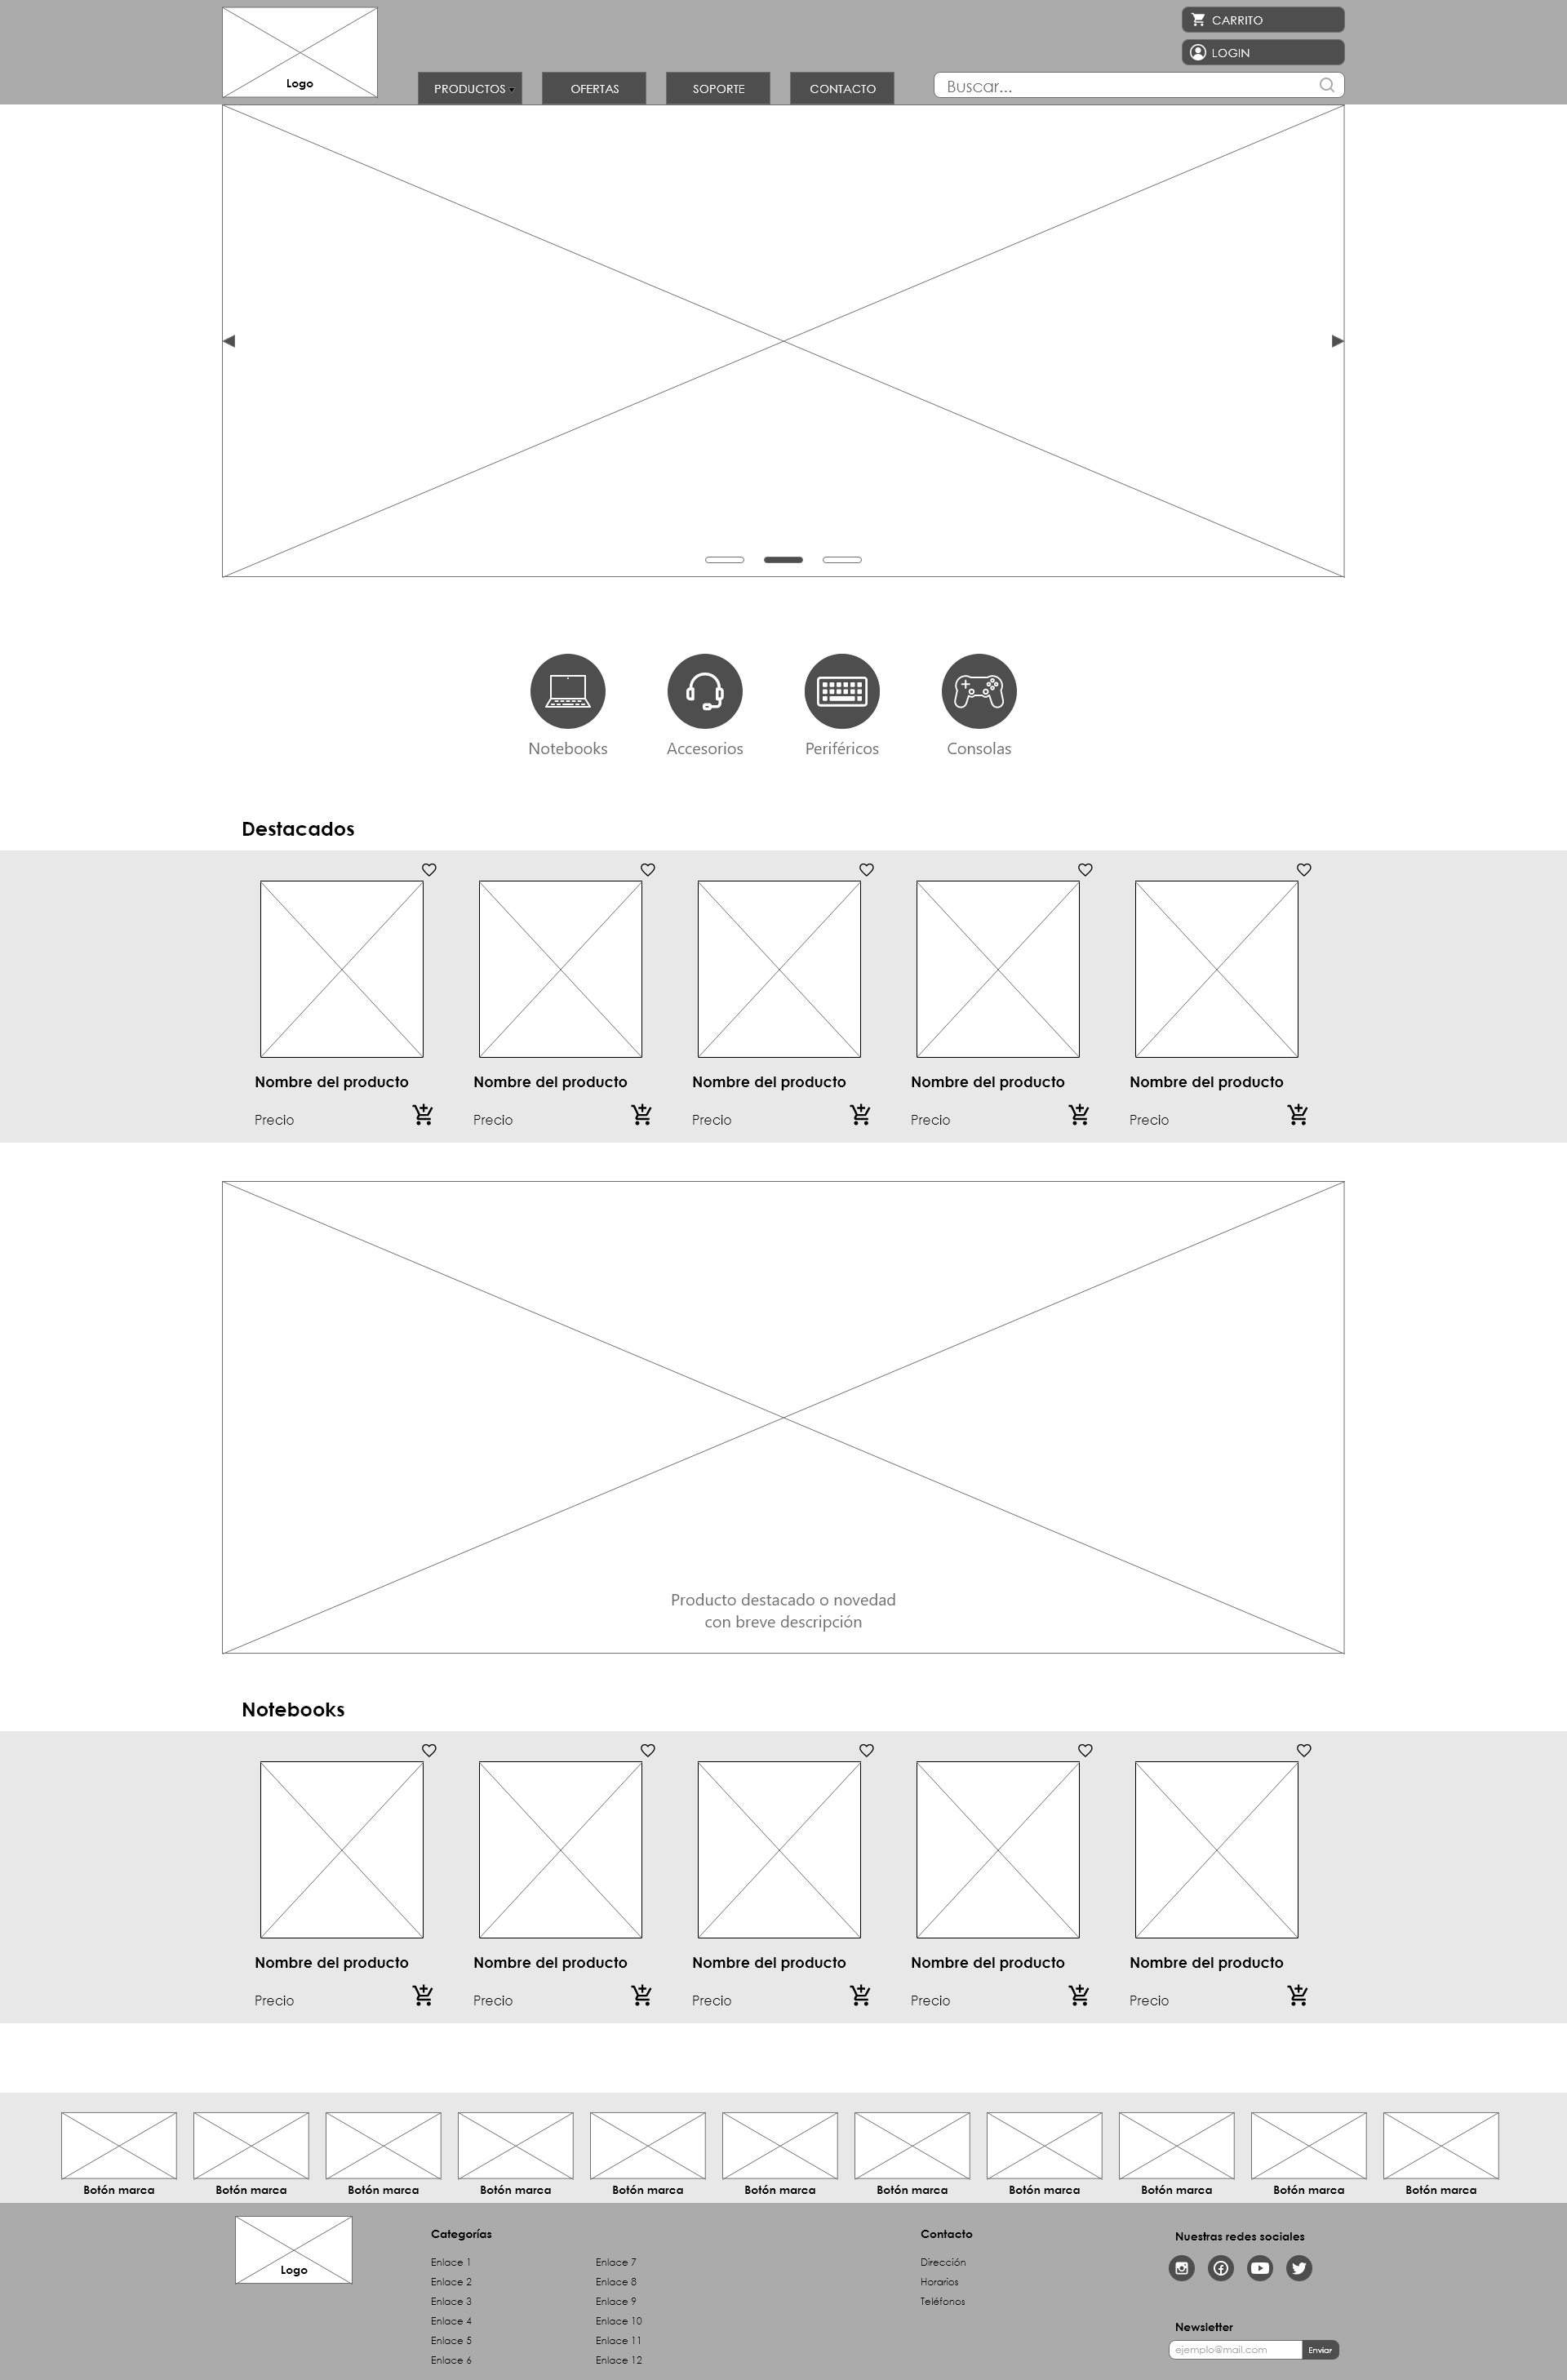 CARRITO
LOGIN
Logo
PRODUCTOS
OFERTAS
SOPORTE
CONTACTO
Buscar...
Notebooks
Accesorios
Periféricos
Consolas
Destacados
Nombre del producto
Nombre del producto
Nombre del producto
Nombre del producto
Nombre del producto
Precio
Precio
Precio
Precio
Precio
Producto destacado o novedad
con breve descripción
Notebooks
Nombre del producto
Nombre del producto
Nombre del producto
Nombre del producto
Nombre del producto
Precio
Precio
Precio
Precio
Precio
Botón marca
Botón marca
Botón marca
Botón marca
Botón marca
Botón marca
Botón marca
Botón marca
Botón marca
Botón marca
Botón marca
Logo
Categorías
Enlace 1
Enlace 2
Enlace 3
Enlace 4
Enlace 5
Enlace 6
Enlace 7
Enlace 8
Enlace 9
Enlace 10
Enlace 11
Enlace 12
Contacto
Dirección
Horarios
Teléfonos
Nuestras redes sociales
Newsletter
ejemplo@mail.com
Enviar